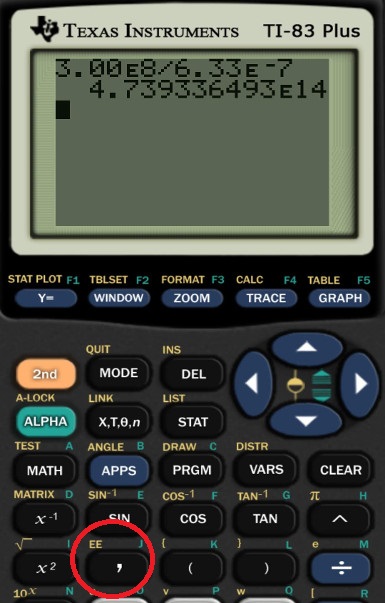 TEXAS INSTRUMENTS TI-83 Plus
3.00E8/6.33E-7
4.739336493E14
STAT PLOT F1 TBLSET F2 FORMAT F3 CALC F4 TABLE F5
Y= WINDOW ZOOM TRACE GRAPH
QUIT INS
2nd MODE DEL
A-LOCK LINK LIST
ALPHA X,T,θ,n STAT
TEST A ANGLE B DRAW C DISTR
MATH APPS PRGM VARS CLEAR
MATRIX D SIN-1 E COS-1 F TAN-1 G π H
x-1 SIN COS TAN ^
√ I EE J { K } L e M
x2 , ( ) ÷
10x N O v P w Q R